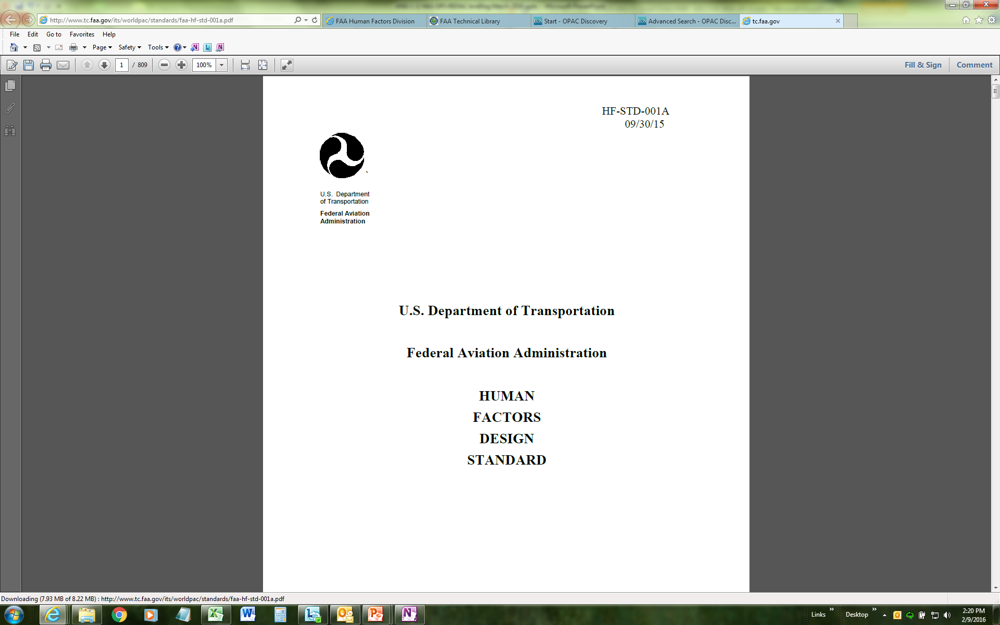 http://www.tc.faa.gov/its/worldpac/standards/faa-hf-std-001a.pdf
FAA Human Factors Division
FAA Technical Library
EOS Start - OPAC Discovery
EOS Advanced Search - OPAC Disc...
tc.faa.gov
File Edit Go to Favorites Help
Page Safety Tools
1 / 809
100%
Fill & Sign
Comment
HF-STD-001A
09/30/15
U.S. Department
of Transportation
Federal Aviation
Administration
U.S. Department of Transportation
Federal Aviation Administration
HUMAN
FACTORS
DESIGN
STANDARD
Downloading (7.93 MB of 8.22 MB) : http://www.tc.faa.gov/its/worldpac/standards/faa-hf-std-001a.pdf
Links
Desktop
2:20 PM
2/9/2016